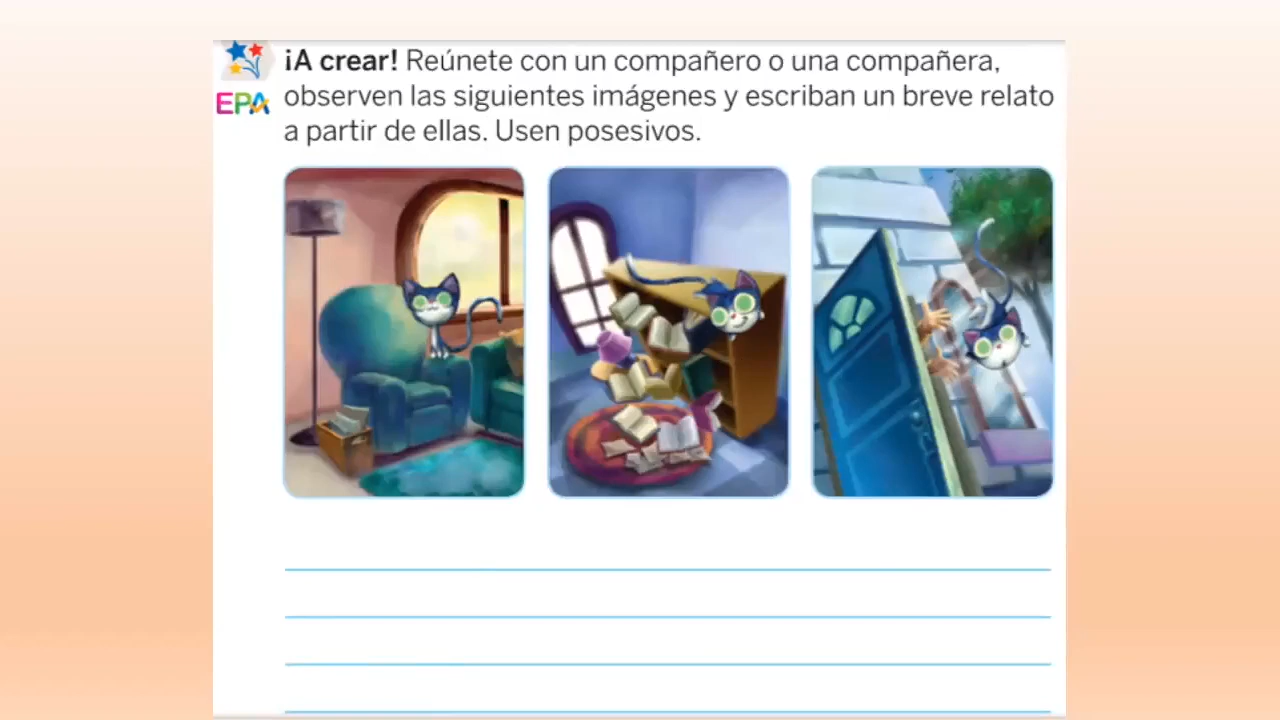 ¡A crear! Reúnete con un compañero o una compañera,
EPA
observen las siguientes imágenes y escriban un breve relato
a partir de ellas. Usen posesivos.